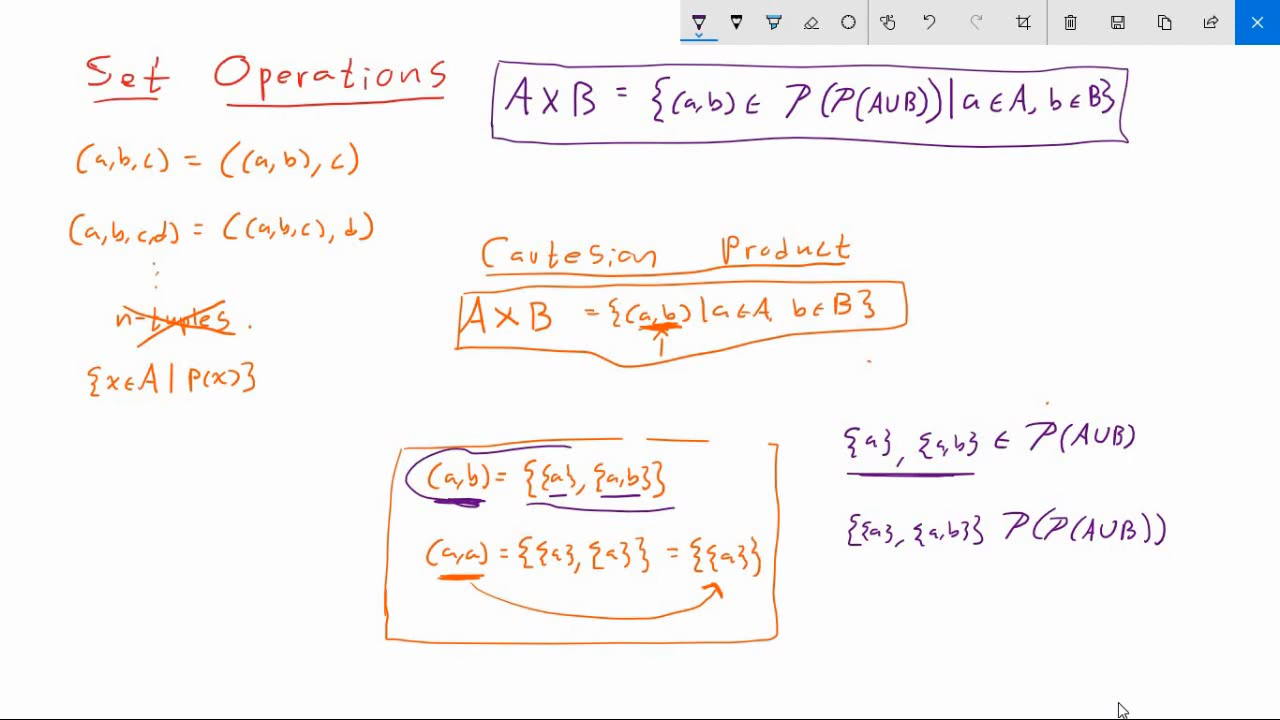 Set Operations
A×B = {(a,b) ∈ P(P(A∪B)) | a ∈ A, b ∈ B}
(a,b,c) = ((a,b), c)
(a,b,c,d) = ((a,b,c), d)
⋮
n-tuples.
{x ∈ A | P(x)}
Cartesian Product
A×B = {(a,b) | a ∈ A, b ∈ B}
(a,b) = {{a}, {a,b}}
(a,a) = {{a}, {a}} = {{a}}
{a}, {a,b} ∈ P(A∪B)
{{a}, {a,b}} P(P(A∪B))